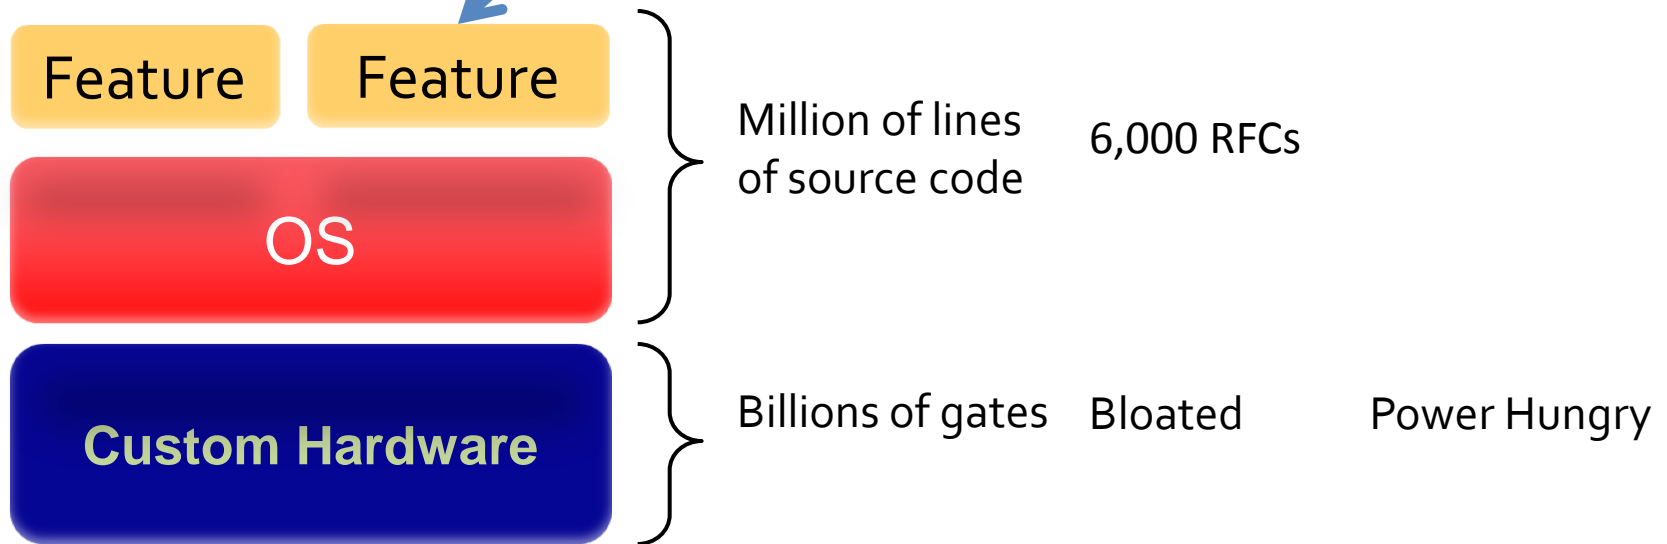 Feature
Feature
Million of lines
of source code
6,000 RFCs
OS
Custom Hardware
Billions of gates
Bloated
Power Hungry